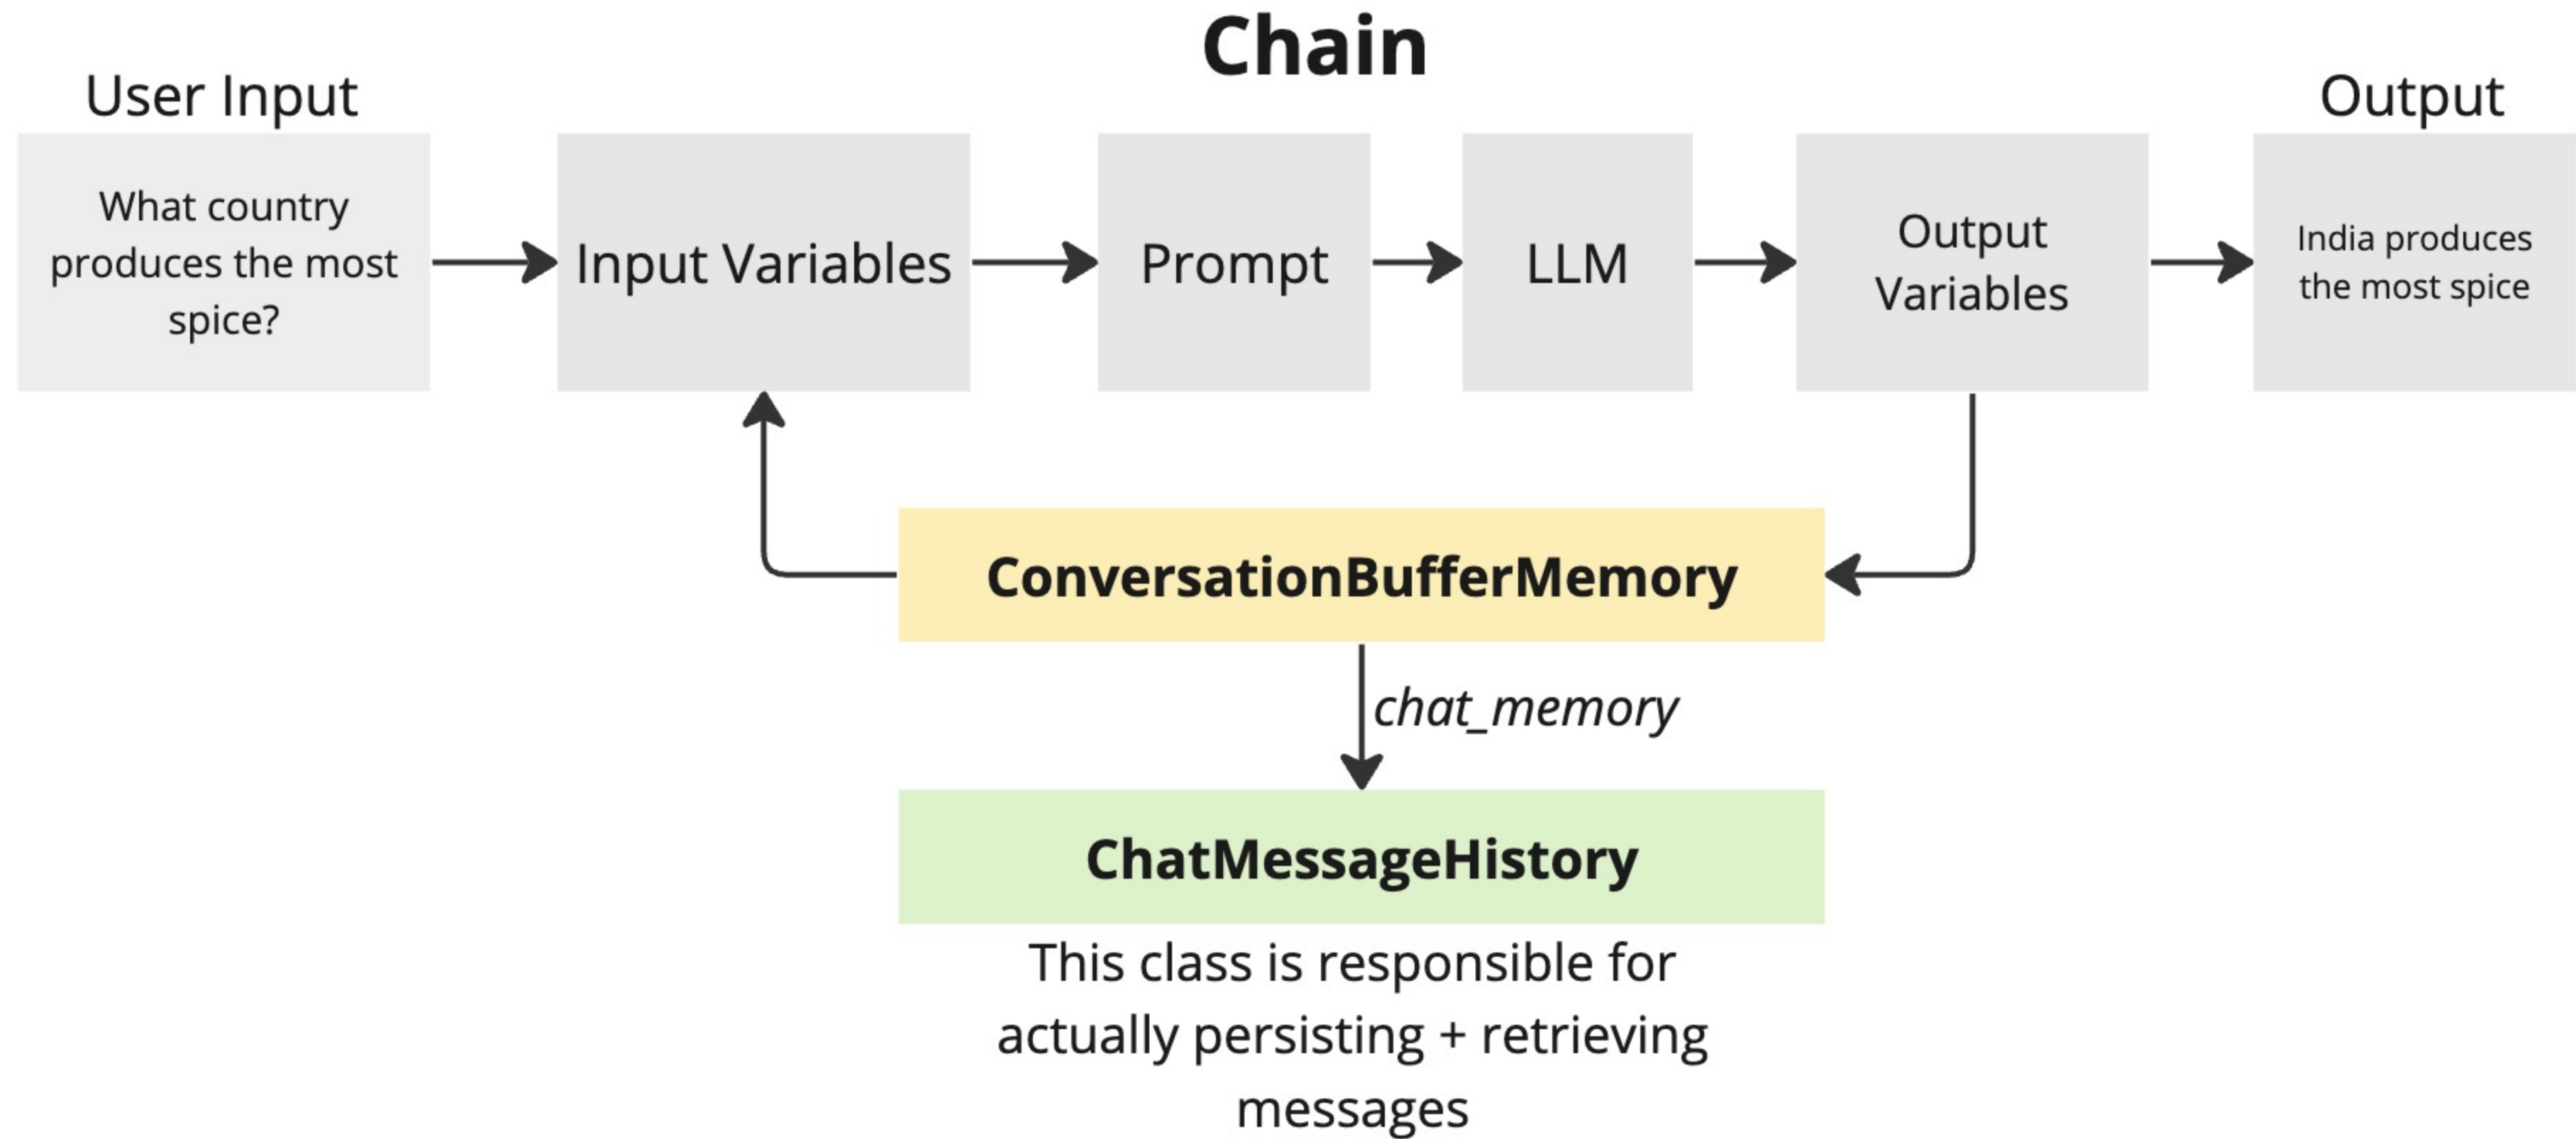 Chain
User Input
Output
What country
produces the most
spice?
Input Variables
Prompt
LLM
Output
Variables
India produces
the most spice
ConversationBufferMemory
chat_memory
ChatMessageHistory
This class is responsible for
actually persisting + retrieving
messages